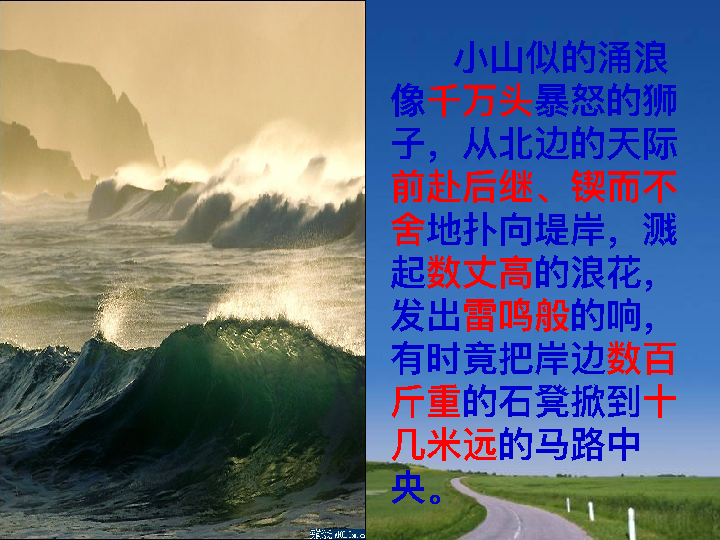 小山似的涌浪
像千万头暴怒的狮
子，从北边的天际
前赴后继、锲而不
舍地扑向堤岸，溅
起数丈高的浪花，
发出雷鸣般的响，
有时竟把岸边数百
斤重的石凳掀到十
几米远的马路中
央。